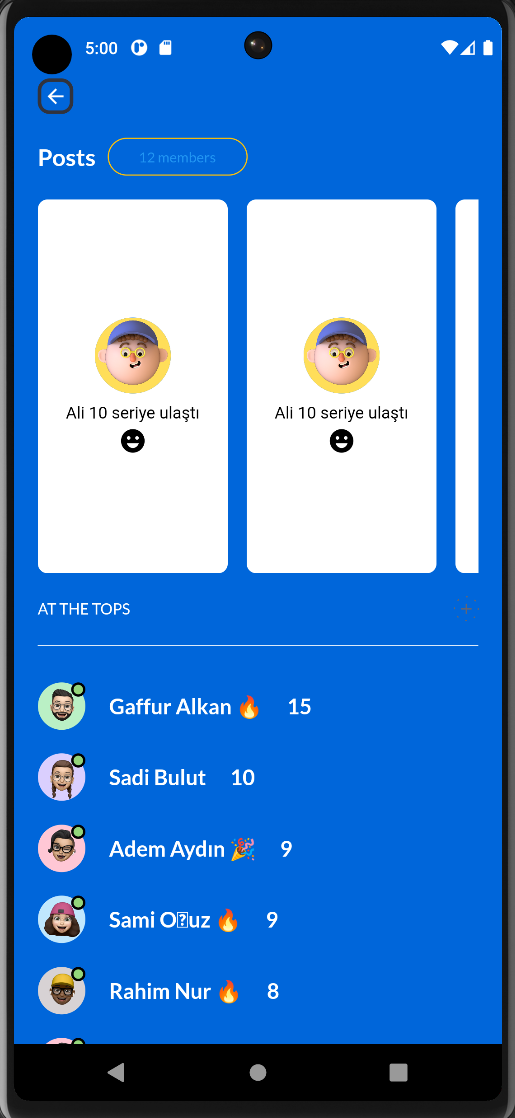 5:00
Posts
12 members
Ali 10 seriye ulaştı
Ali 10 seriye ulaştı
AT THE TOPS
Gaffur Alkan 🔥 15
Sadi Bulut 10
Adem Aydın 🎉 9
Sami O⍰uz 🔥 9
Rahim Nur 🔥 8